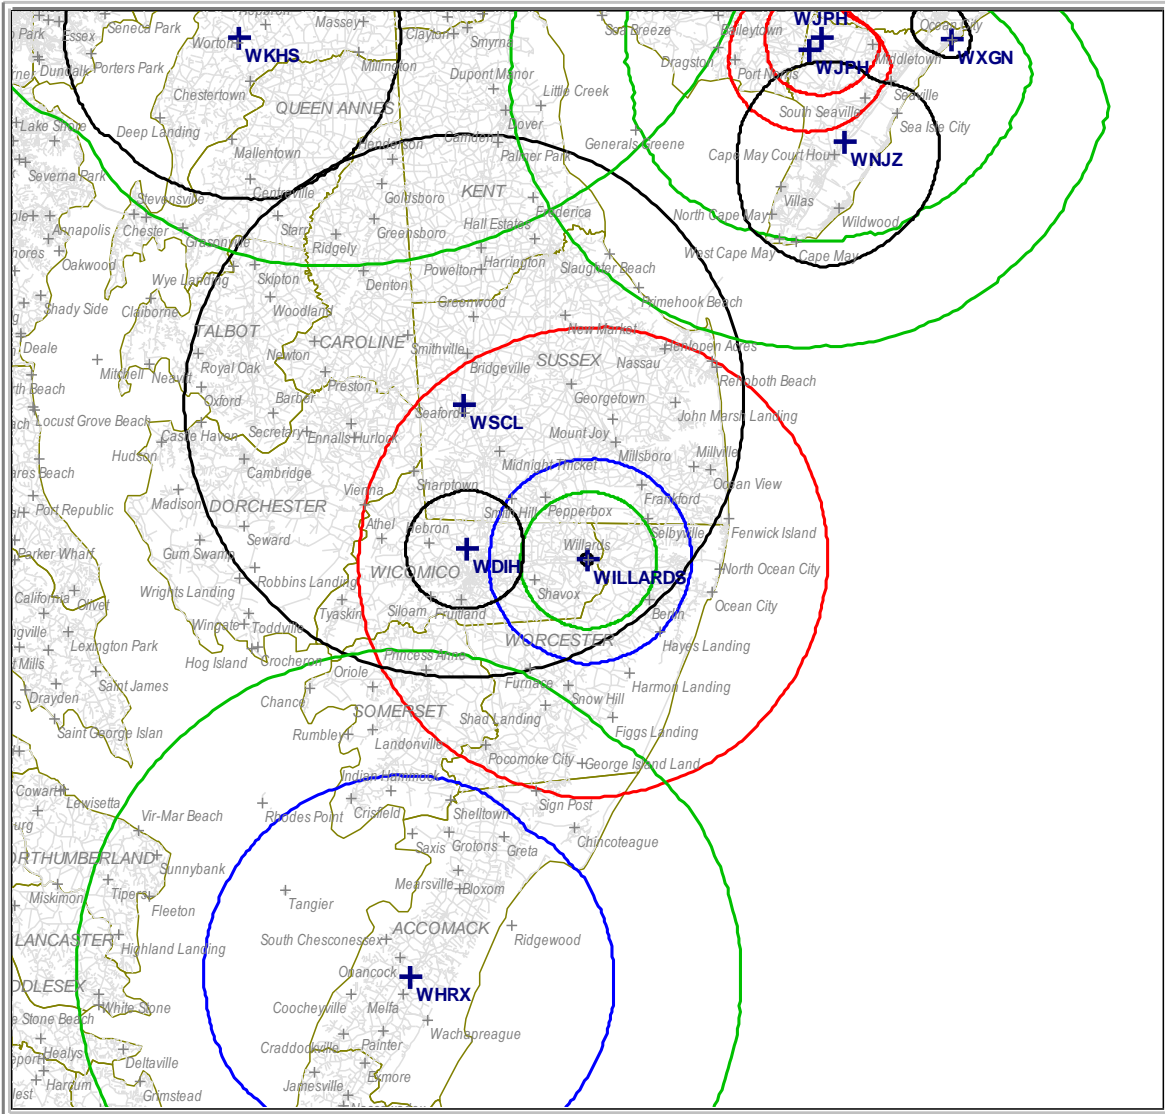 Seneca Park
Massey
Ocean City
WJPH
o Park
Essex
Worton
WKHS
Clayton
Smyrna
Sea Breeze
Baileytown
WXGN
Dundalk
Porters Park
Millington
Dupont Manor
Dragston
Port Norris
WJPH
Middletown
Chestertown
QUEEN ANNES
Little Creek
Seaville
Lake Shore
Deep Landing
Dover
South Seaville
Sea Isle City
Mallentown
Henderson
Camden
Palmer Park
Generals Greene
Cape May Court Hou
WNJZ
Severna Park
Centreville
Goldsboro
KENT
Stevensville
Villas
Annapolis
Chester
Grasonville
Starr
Ridgely
Greensboro
Hall Estates
Frederica
North Cape May
Wildwood
hores
Oakwood
Wye Landing
Skipton
Denton
Powelton
Harrington
Slaughter Beach
West Cape May
Cape May
Shady Side
Claiborne
Woodland
Greenwood
Primehook Beach
TALBOT
CAROLINE
New Market
Deale
Mitchell
Neavitt
Royal Oak
Newton
Smithville
Bridgeville
SUSSEX
Nassau
Henlopen Acres
rth Beach
Oxford
Barber
Preston
Georgetown
Rehoboth Beach
ach
Locust Grove Beach
Castle Haven
Secretary
Ennalls
Hurlock
Seaford
WSCL
Mount Joy
John Marsh Landing
Hudson
Cambridge
Midnight Thicket
Millsboro
Millville
ares Beach
Madison
DORCHESTER
Vienna
Sharptown
Frankford
Ocean View
Port Republic
Athel
Hebron
Smith Hill
Pepperbox
Selbyville
Fenwick Island
Parker Wharf
Gum Swamp
Seward
WICOMICO
WDIH
Willards
WILLARDS
North Ocean City
California
Olivet
Wrights Landing
Robbins Landing
Shavox
Ocean City
ngville
Wingate
Toddville
Tyaskin
Siloam
Fruitland
Berlin
Lexington Park
WORCESTER
Hayes Landing
t Mills
Hog Island
Crocheron
Oriole
Princess Anne
Furnace
Snow Hill
Harmon Landing
Drayden
Saint James
Chance
SOMERSET
Shad Landing
Saint George Islan
Rumbley
Landonville
Figgs Landing
Pocomoke City
George Island Land
Cowart
Lewisetta
Vir-Mar Beach
Indian Hammock
Rhodes Point
Crisfield
Shelltown
Sign Post
urg
Saxis
Grotons
Greta
Chincoteague
ORTHUMBERLAND
Sunnybank
Miskimon
Tipers
Fleeton
Tangier
Mearsville
Bloxom
LANCASTER
Highland Landing
South Chesconessex
ACCOMACK
Ridgewood
Onancock
DDLESEX
White Stone
Coocheyville
Melfa
WHRX
e Stone Beach
Wachapreague
Healys
Deltaville
Craddockville
Painter
Hardum
Grimstead
Jamesville
Exmore